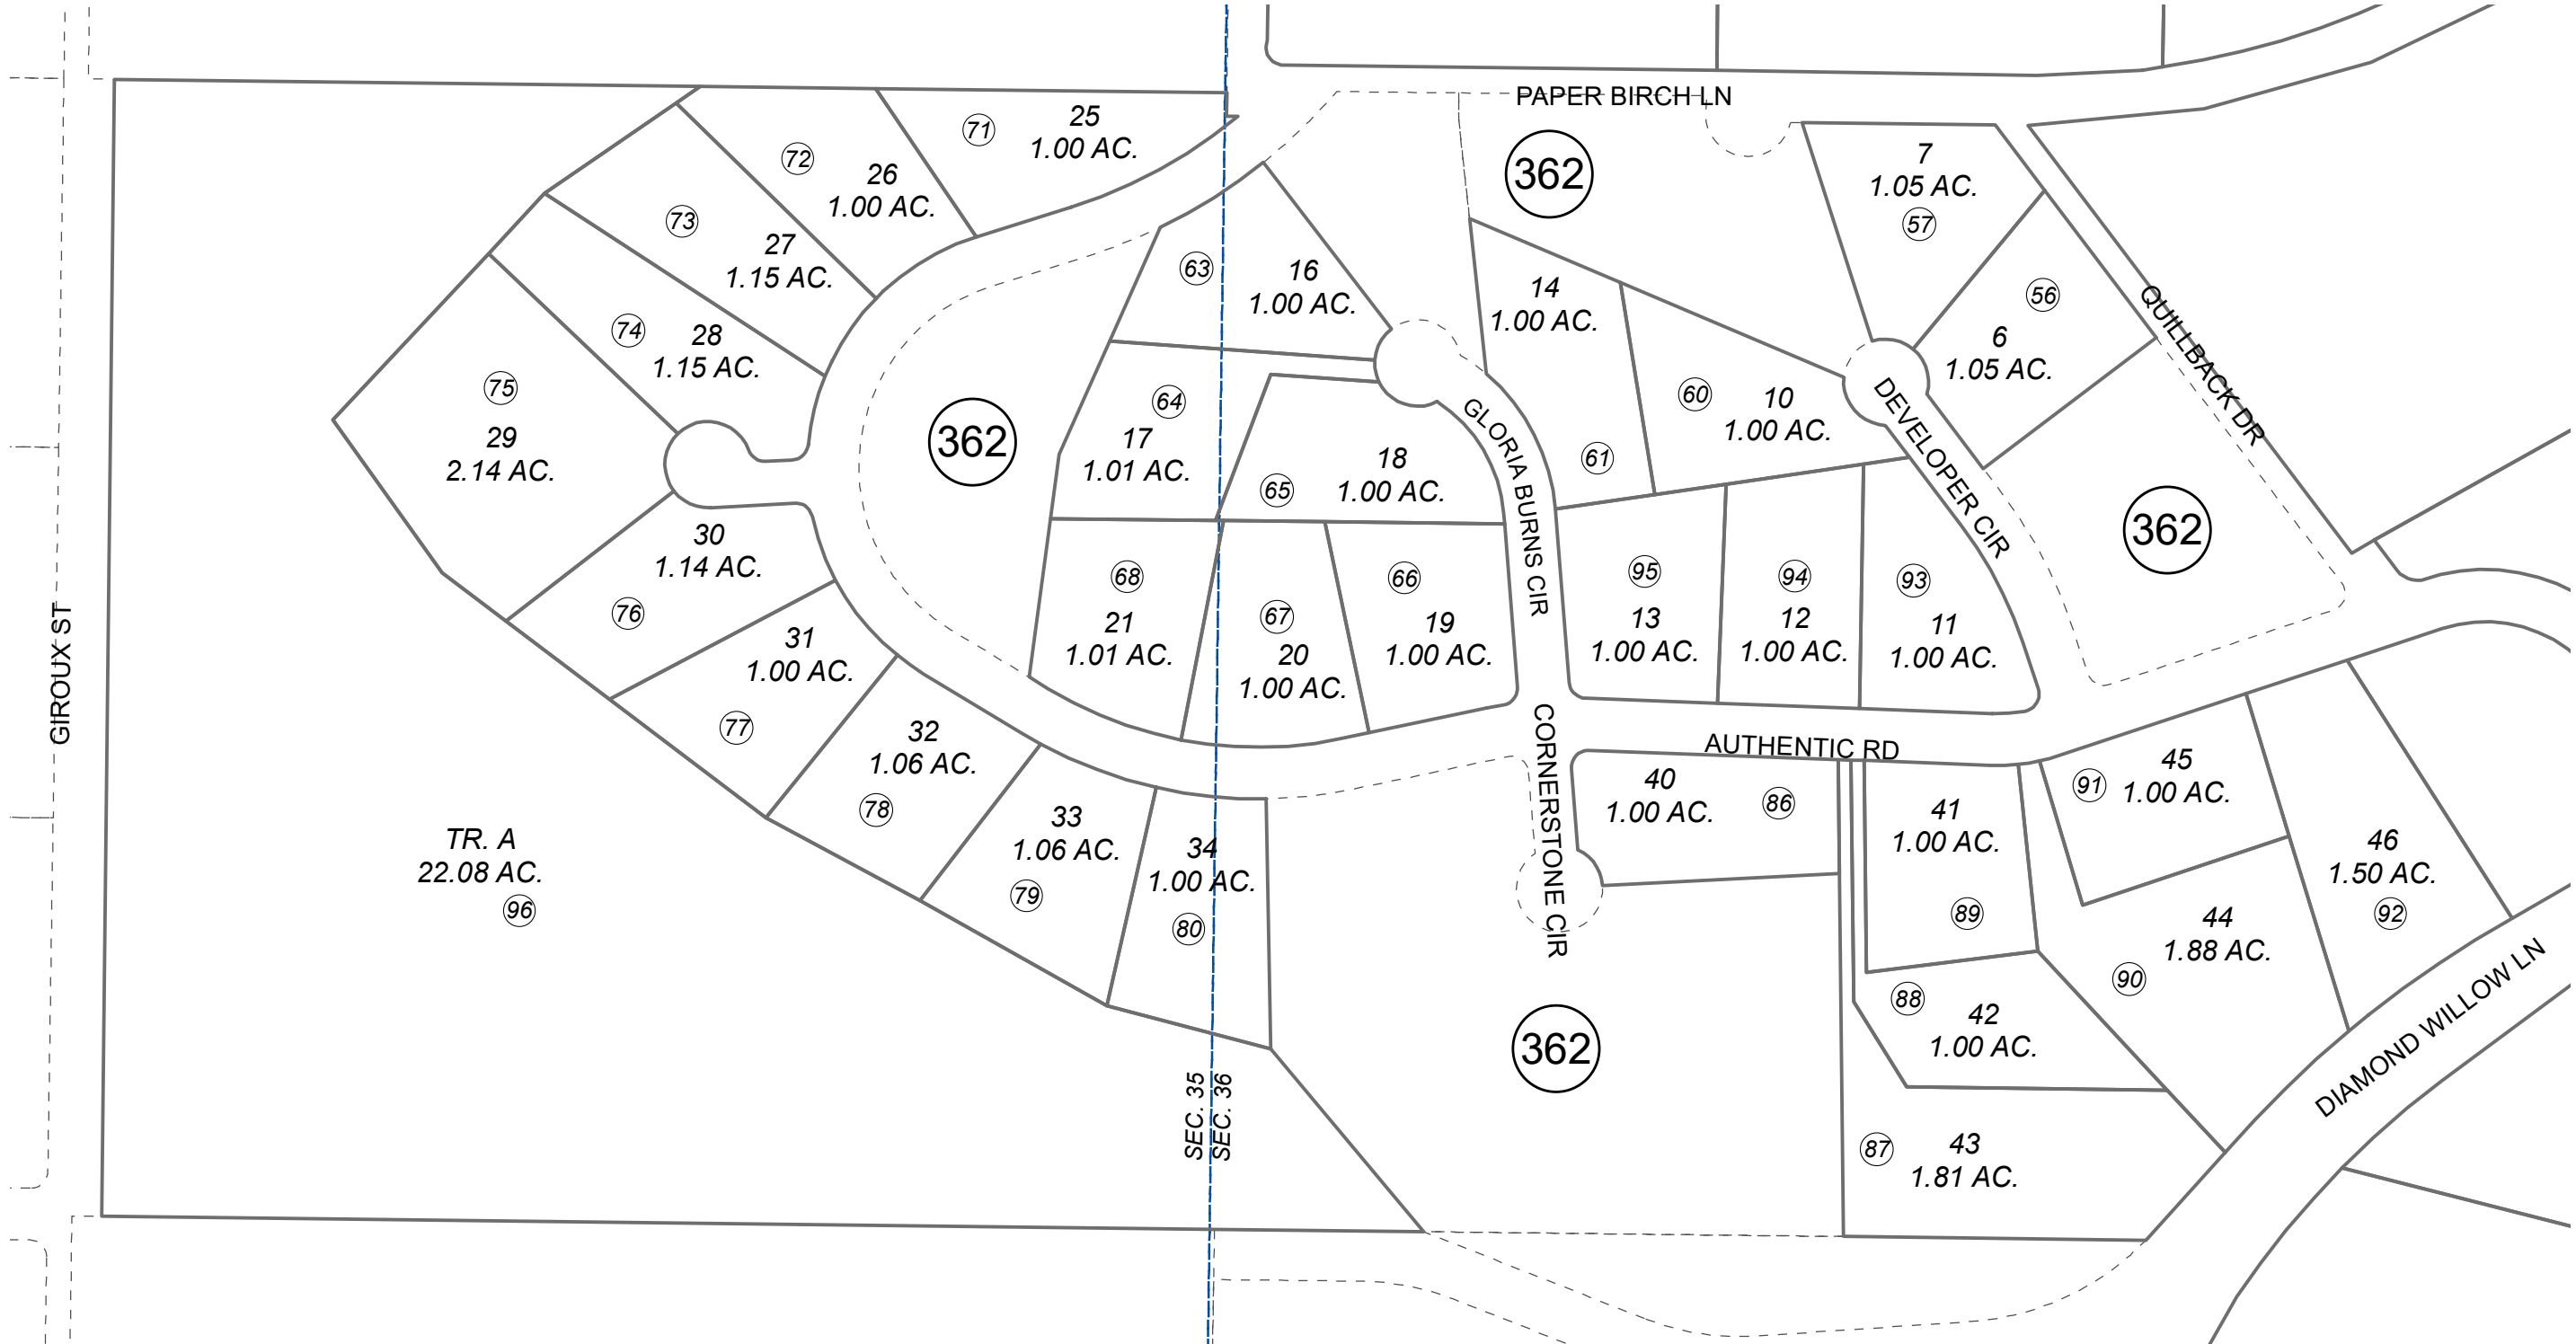 PAPER BIRCH LN
25
1.00 AC.
71
72
26
1.00 AC.
362
7
1.05 AC.
57
73
27
1.15 AC.
63
16
1.00 AC.
14
1.00 AC.
56
6
1.05 AC.
QUILLBACK DR
74
28
1.15 AC.
75
29
2.14 AC.
362
64
17
1.01 AC.
65
18
1.00 AC.
GLORIA BURNS CIR
61
60
10
1.00 AC.
DEVELOPER CIR
362
30
1.14 AC.
76
68
21
1.01 AC.
67
20
1.00 AC.
66
19
1.00 AC.
95
13
1.00 AC.
94
12
1.00 AC.
93
11
1.00 AC.
GIROUX ST
31
1.00 AC.
77
32
1.06 AC.
78
33
1.06 AC.
79
34
1.00 AC.
80
CORNERSTONE CIR
AUTHENTIC RD
40
1.00 AC.
86
41
1.00 AC.
89
91
45
1.00 AC.
46
1.50 AC.
92
TR. A
22.08 AC.
96
44
1.88 AC.
90
88
42
1.00 AC.
362
DIAMOND WILLOW LN
SEC. 35
SEC. 36
87
43
1.81 AC.